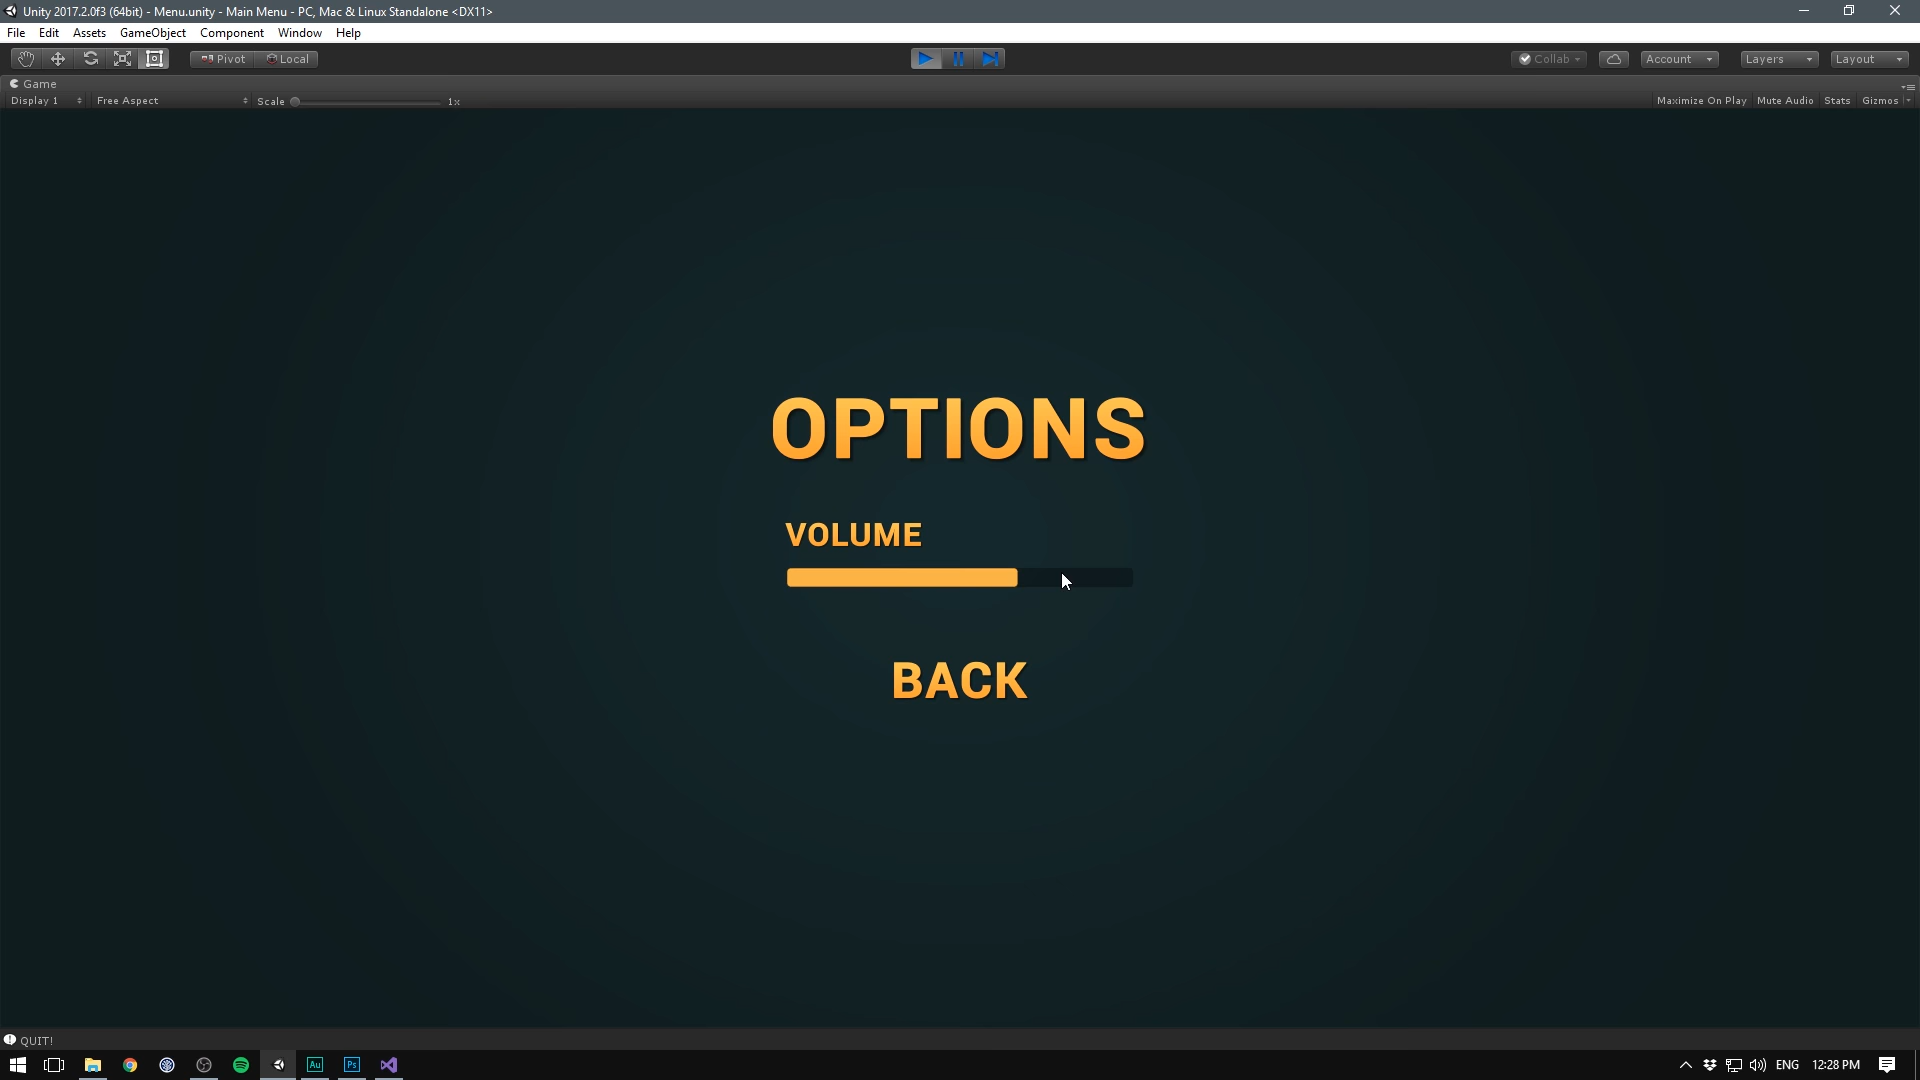 Unity 2017.2.0f3 (64bit) - Menu.unity - Main Menu - PC, Mac & Linux Standalone <DX11>
File Edit Assets GameObject Component Window Help
Pivot Local Collab Account Layers Layout
Game
Display 1 Free Aspect Scale 1x Maximize On Play Mute Audio Stats Gizmos
OPTIONS
VOLUME
BACK
QUIT!
Au Ps ENG 12:28 PM